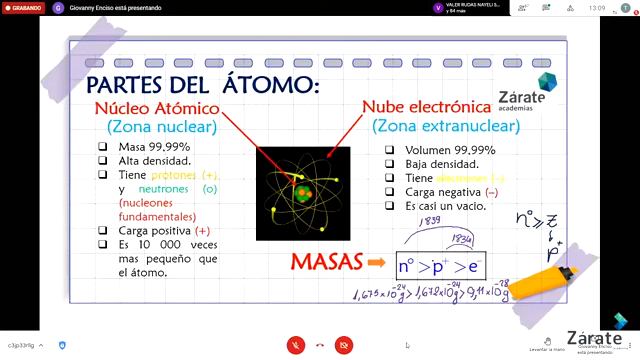 GRABANDO
G Giovanny Enciso está presentando
V VALER RUDAS NAYELI S...
y 84 más
T
13:09
PARTES DEL ÁTOMO:
Zárate
academias
Núcleo Atómico
(Zona nuclear)
Masa 99,99%
Alta densidad.
Tiene protones (+)
y neutrones (o)
(nucleones
fundamentales)
Carga positiva (+)
Es 10 000 veces
mas pequeño que
el átomo.
Nube electrónica
(Zona extranuclear)
Volumen 99,99%
Baja densidad.
Tiene electrones (–)
Carga negativa (–)
Es casi un vacio.
n° ≥ Z
p⁺
1839
1836
MASAS
n° > p⁺ > e⁻
1,675×10⁻²⁴g > 1,672×10⁻²⁴g > 9,11×10⁻²⁸g
Zárate
Levantar la mano
Giovanny Enciso
está presentando